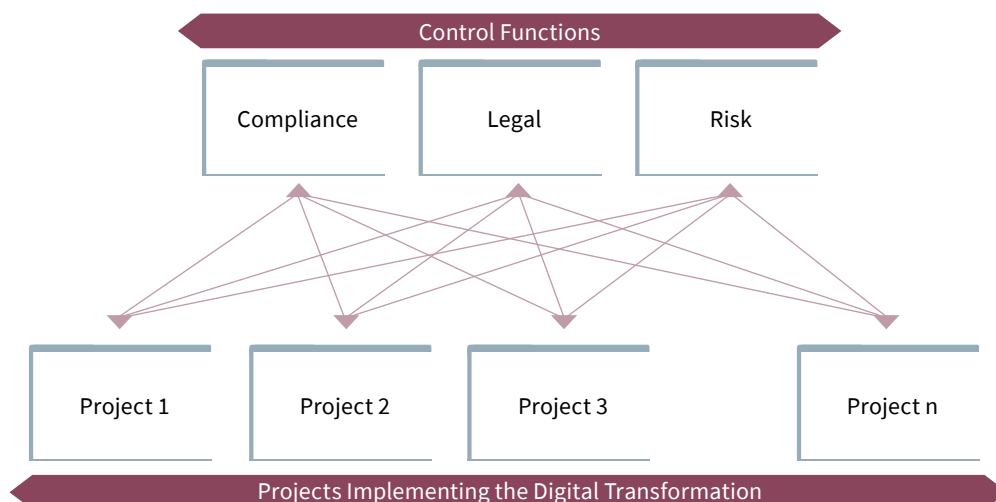 Control Functions
Compliance
Legal
Risk
Project 1
Project 2
Project 3
Project n
Projects Implementing the Digital Transformation